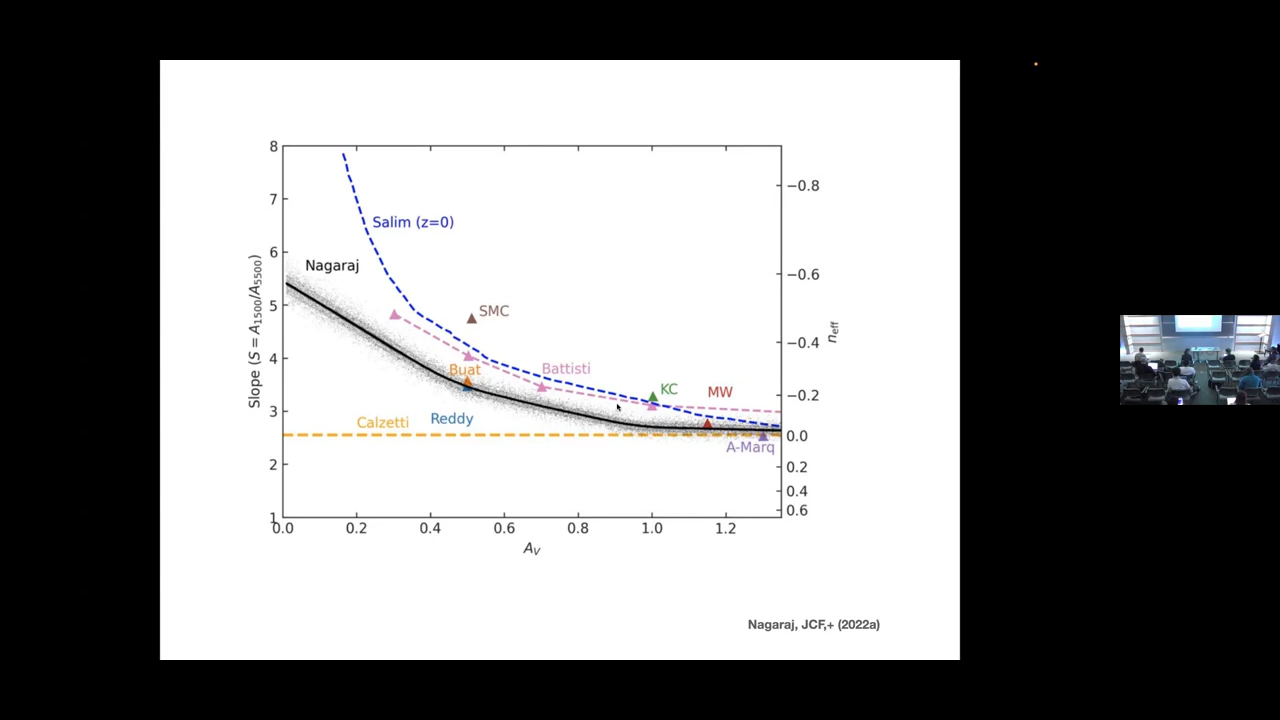 8
7
6
5
4
3
2
1
Slope (S = A1500/A5500)
Salim (z=0)
Nagaraj
SMC
Buat
Battisti
KC
MW
Calzetti
Reddy
A-Marq
−0.8
−0.6
−0.4
−0.2
0.0
0.2
0.4
0.6
neff
0.0 0.2 0.4 0.6 0.8 1.0 1.2
AV
Nagaraj, JCF,+ (2022a)